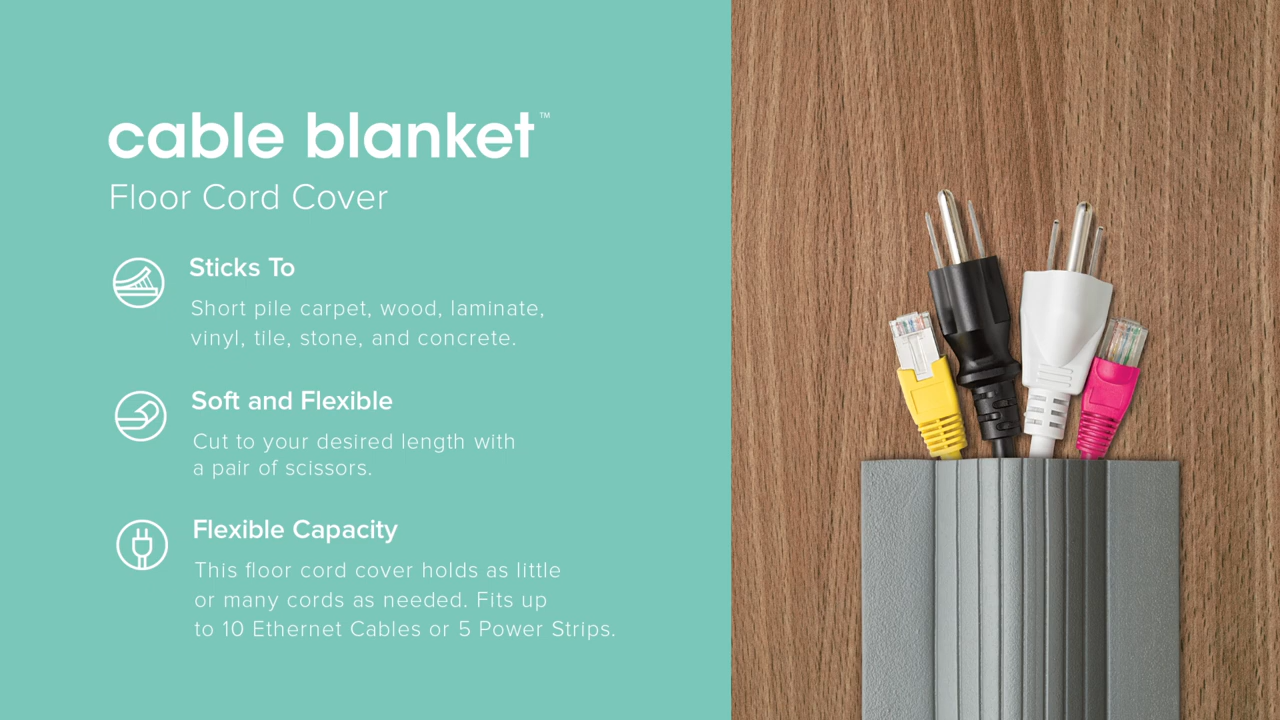 cable blanket™
Floor Cord Cover
Sticks To
Short pile carpet, wood, laminate,
vinyl, tile, stone, and concrete.
Soft and Flexible
Cut to your desired length with
a pair of scissors.
Flexible Capacity
This floor cord cover holds as little
or many cords as needed. Fits up
to 10 Ethernet Cables or 5 Power Strips.